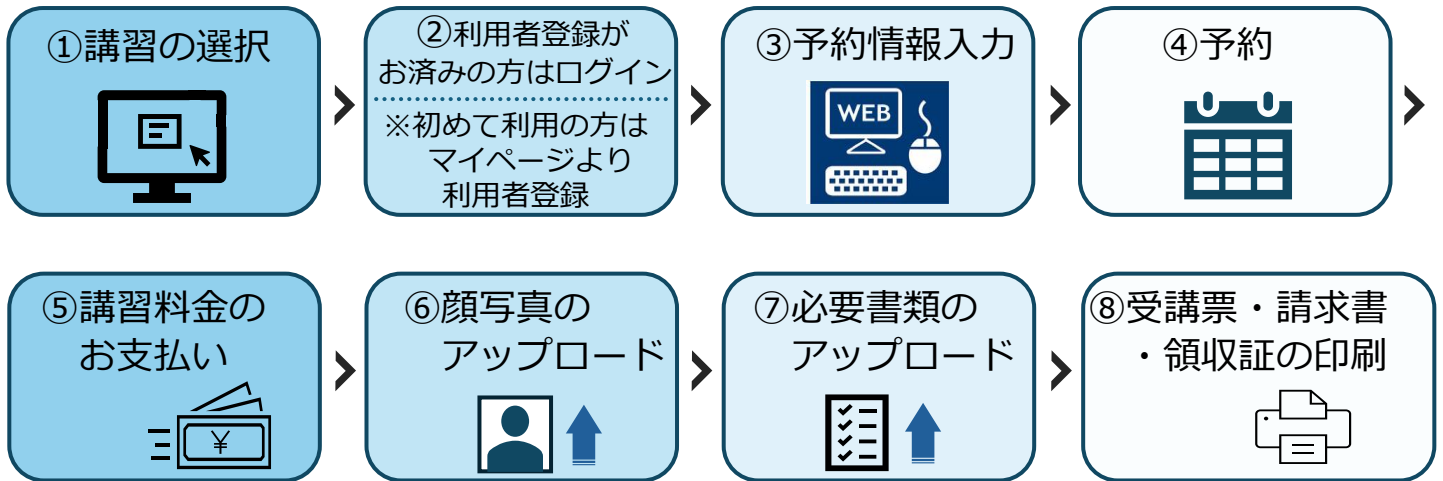 ①講習の選択
②利用者登録が
お済みの方はログイン
※初めて利用の方は
マイページより
利用者登録
③予約情報入力
WEB
④予約
⑤講習料金の
お支払い
¥
⑥顔写真の
アップロード
⑦必要書類の
アップロード
⑧受講票・請求書
・領収証の印刷